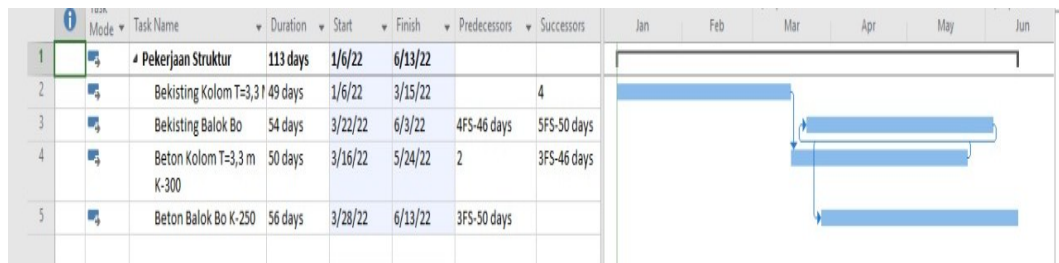 Task
Mode Task Name Duration Start Finish Predecessors Successors Jan Feb Mar Apr May Jun
1 Pekerjaan Struktur 113 days 1/6/22 6/13/22
2 Bekisting Kolom T=3,3 49 days 1/6/22 3/15/22 4
3 Bekisting Balok Bo 54 days 3/22/22 6/3/22 4FS-46 days 5FS-50 days
4 Beton Kolom T=3,3 m 50 days 3/16/22 5/24/22 2 3FS-46 days
K-300
5 Beton Balok Bo K-250 56 days 3/28/22 6/13/22 3FS-50 days